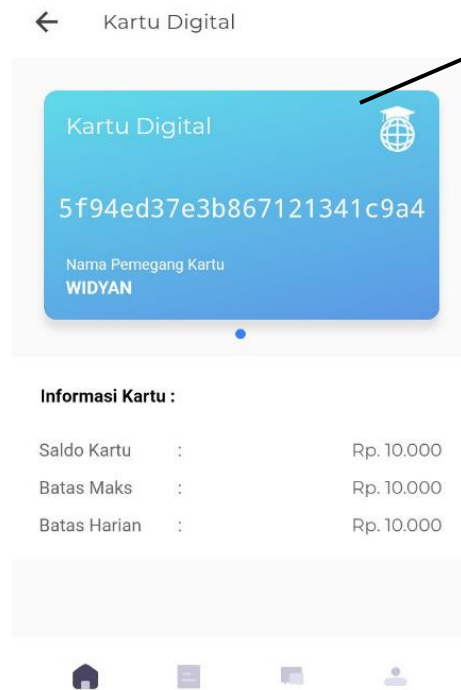 Kartu Digital
Kartu Digital
5f94ed37e3b867121341c9a4
Nama Pemegang Kartu
WIDYAN
Informasi Kartu :
Saldo Kartu : Rp. 10.000
Batas Maks : Rp. 10.000
Batas Harian : Rp. 10.000